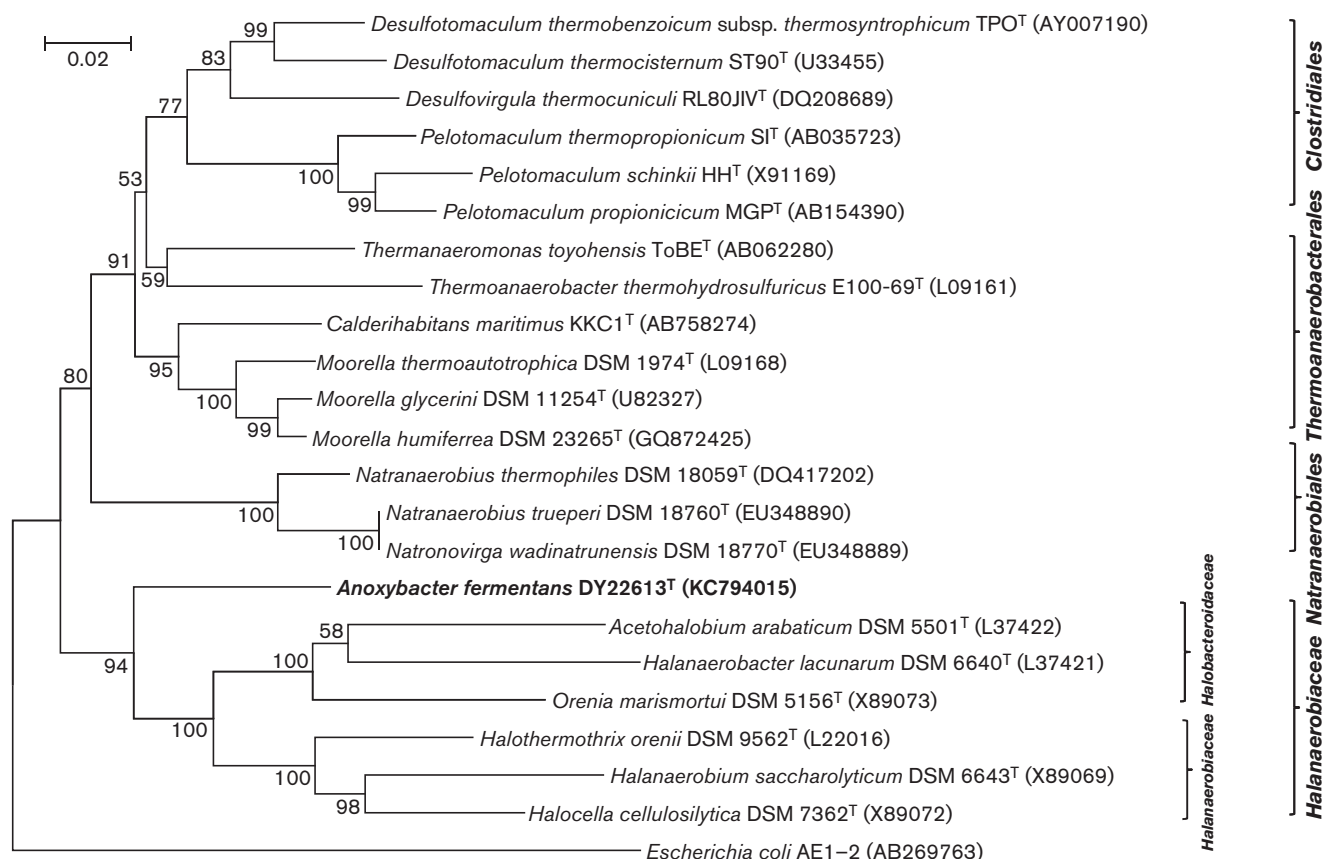 Desulfotomaculum thermobenzoicum subsp. thermosyntrophicum TPOᵀ (AY007190)
99
0.02
83
Desulfotomaculum thermocisternum ST90ᵀ (U33455)
Desulfovirgula thermocuniculi RL80JIVᵀ (DQ208689)
77
Pelotomaculum thermopropionicum SIᵀ (AB035723)
100
Pelotomaculum schinkii HHᵀ (X91169)
53
99
Pelotomaculum propionicicum MGPᵀ (AB154390)
Clostridiales
91
Thermanaeromonas toyohensis ToBEᵀ (AB062280)
59
Thermoanaerobacter thermohydrosulfuricus E100-69ᵀ (L09161)
Calderihabitans maritimus KKC1ᵀ (AB758274)
95
Moorella thermoautotrophica DSM 1974ᵀ (L09168)
80
100
Moorella glycerini DSM 11254ᵀ (U82327)
99
Moorella humiferrea DSM 23265ᵀ (GQ872425)
Thermoanaerobacterales
Natranaerobius thermophiles DSM 18059ᵀ (DQ417202)
100
Natranaerobius trueperi DSM 18760ᵀ (EU348890)
100
Natronovirga wadinatrunensis DSM 18770ᵀ (EU348889)
Natranaerobiales
Anoxybacter fermentans DY22613ᵀ (KC794015)
94
58
Acetohalobium arabaticum DSM 5501ᵀ (L37422)
100
Halanaerobacter lacunarum DSM 6640ᵀ (L37421)
Orenia marismortui DSM 5156ᵀ (X89073)
Halobacteroidaceae
100
Halothermothrix orenii DSM 9562ᵀ (L22016)
100
Halanaerobium saccharolyticum DSM 6643ᵀ (X89069)
98
Halocella cellulosilytica DSM 7362ᵀ (X89072)
Halanaerobiaceae
Halanaerobiaceae
Escherichia coli AE1–2 (AB269763)